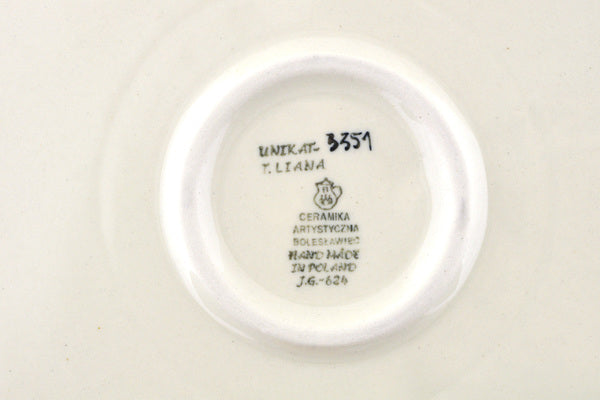 UNIKAT- 3351
T. LIANA
CERAMIKA
ARTYSTYCZNA
BOLESŁAWIEC
HAND MADE
IN POLAND
J.G.-624